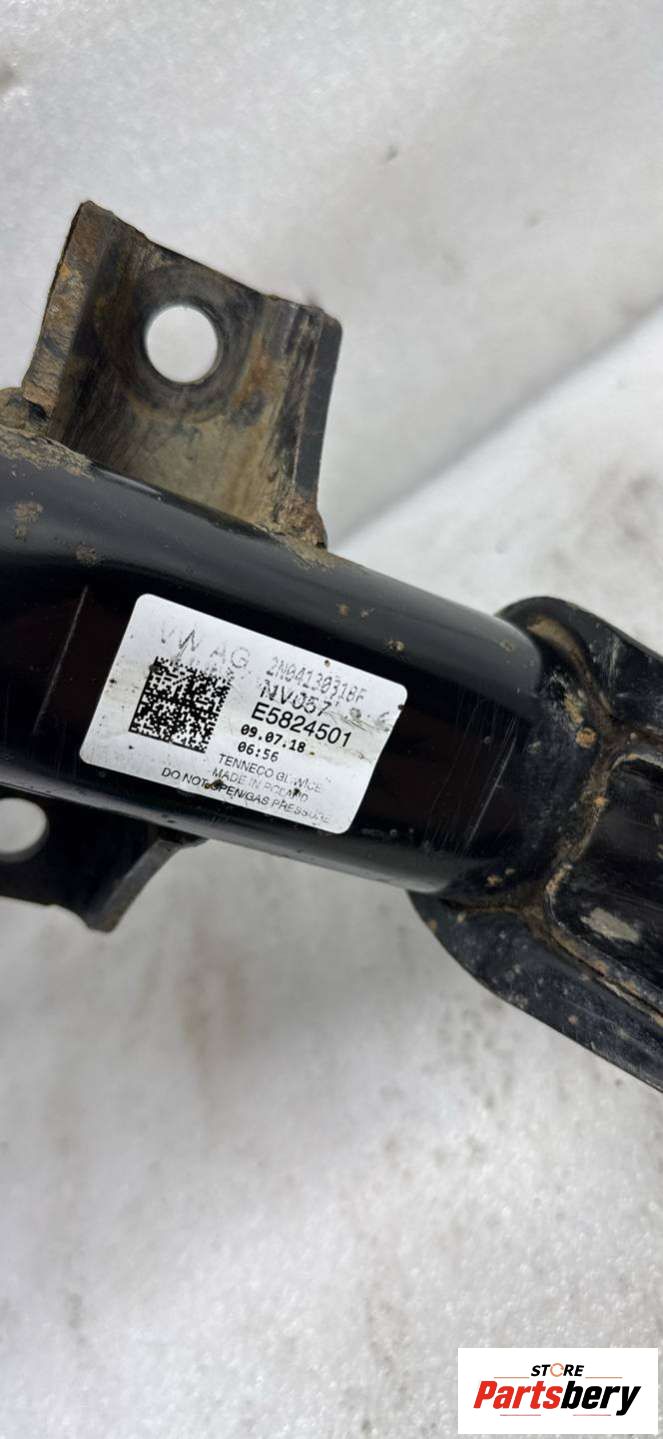 VW AG 2N0413031BF
NV057
E5824501
09.07.18
06:56
TENNECO GLIWICE
MADE IN POLAND
DO NOT OPEN/GAS PRESSURE
STORE
Partsbery